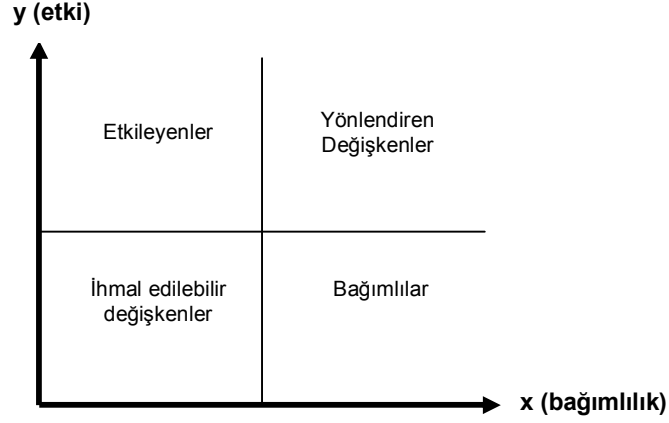 y (etki)
Etkileyenler
Yönlendiren
Değişkenler
İhmal edilebilir
değişkenler
Bağımlılar
x (bağımlılık)